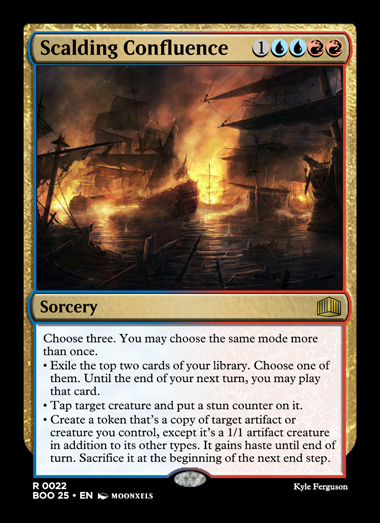 Scalding Confluence 1
Sorcery
Choose three. You may choose the same mode more
than once.
• Exile the top two cards of your library. Choose one of
them. Until the end of your next turn, you may play
that card.
• Tap target creature and put a stun counter on it.
• Create a token that's a copy of target artifact or
creature you control, except it's a 1/1 artifact creature
in addition to its other types. It gains haste until end of
turn. Sacrifice it at the beginning of the next end step.
R 0022
BOO 25 • EN MOONXELS
Kyle Ferguson